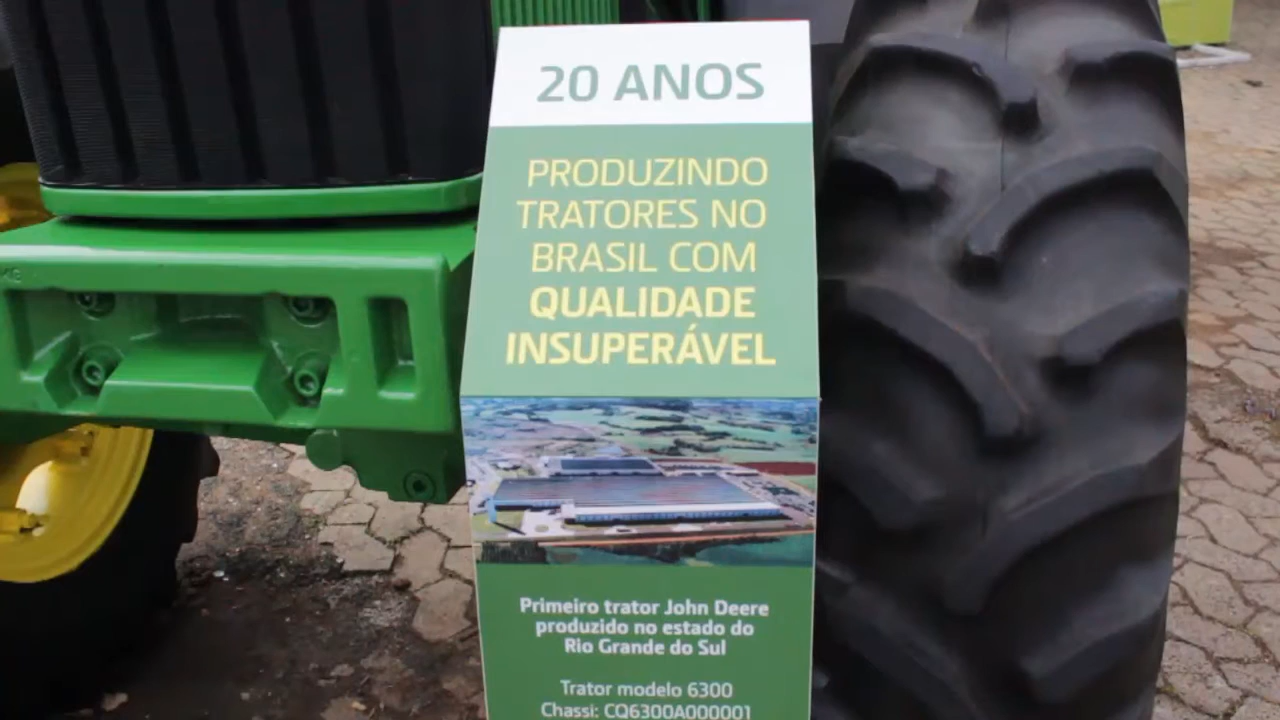 20 ANOS
PRODUZINDO
TRATORES NO
BRASIL COM
QUALIDADE
INSUPERÁVEL
Primeiro trator John Deere
produzido no estado do
Rio Grande do Sul
Trator modelo 6300
Chassi: CQ6300A000001